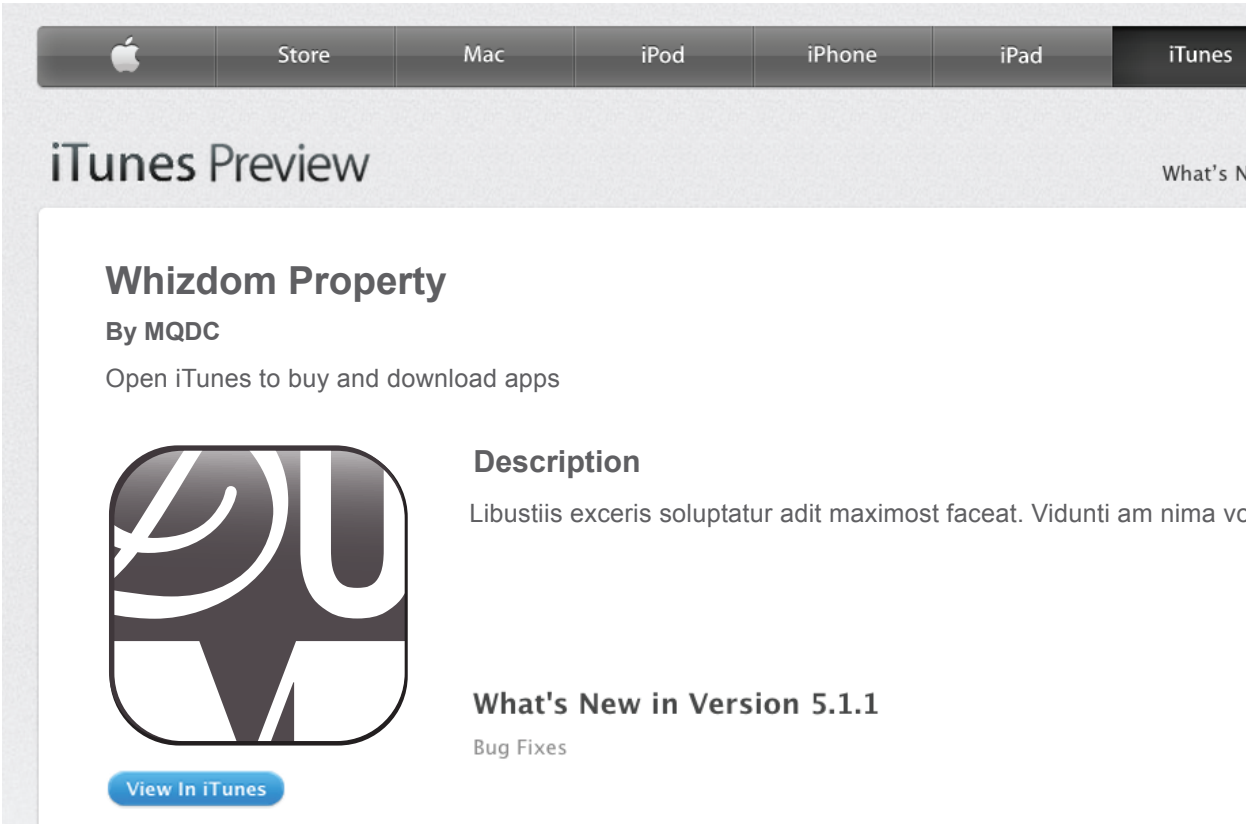 Store Mac iPod iPhone iPad iTunes
iTunes Preview
What's N
Whizdom Property
By MQDC
Open iTunes to buy and download apps
Description
Libustiis exceris soluptatur adit maximost faceat. Vidunti am nima vo
What's New in Version 5.1.1
Bug Fixes
View In iTunes